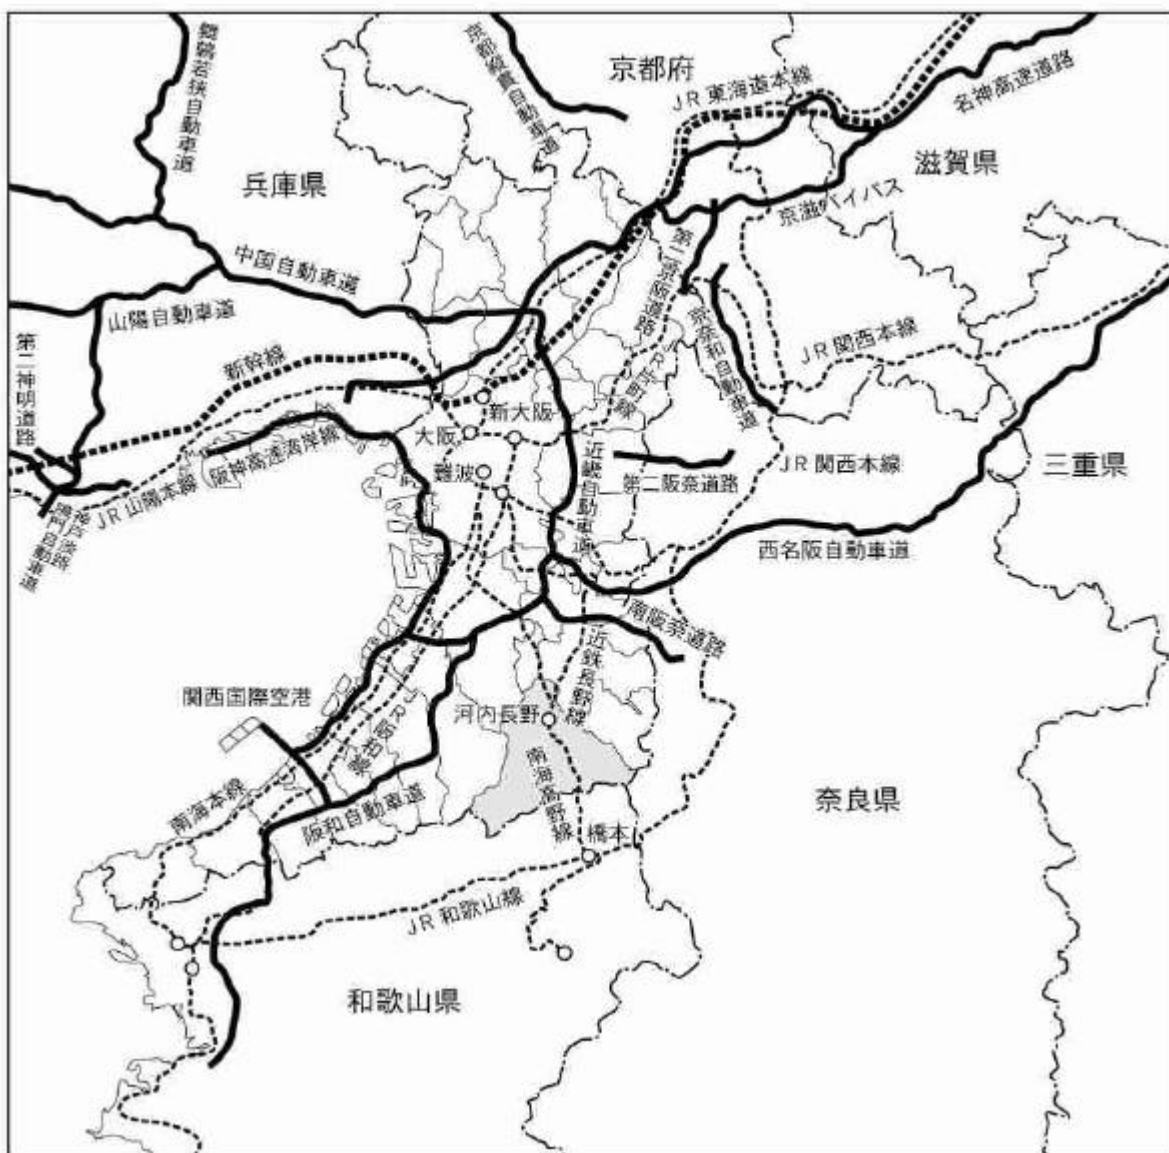 舞鶴若狭自動車道
京都縦貫自動車道
京都府
JR東海道本線
名神高速道路
滋賀県
兵庫県
京滋バイパス
第二京阪道路
中国自動車道
山陽自動車道
京奈和自動車道
JR関西本線
第二神明道路
新幹線
JR片町線
新大阪
大阪
阪神高速湾岸線
近畿自動車道
難波
第二阪奈道路
JR関西本線
三重県
JR山陽本線
神戸淡路
鳴門自動車道
西名阪自動車道
南阪奈道路
近鉄長野線
関西国際空港
河内長野
JR阪和線
南海高野線
南海本線
阪和自動車道
橋本
奈良県
JR和歌山線
和歌山県